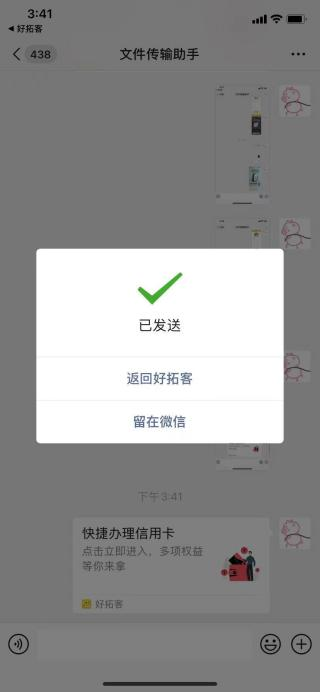 3:41
好拓客
438
文件传输助手
已发送
返回好拓客
留在微信
下午3:41
快捷办理信用卡
点击立即进入，多项权益
等你来拿
好拓客